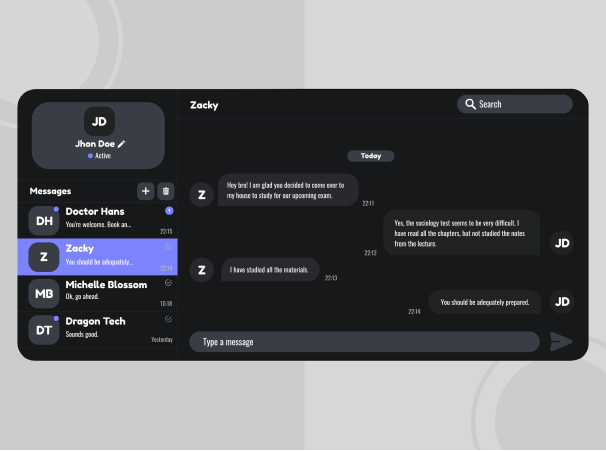 JD
Jhon Doe
Active
Messages
DH
Doctor Hans
You're welcome. Book an...
1
22:15
Z
Zacky
You should be adequately...
22:14
MB
Michelle Blossom
Ok, go ahead.
10:18
DT
Dragon Tech
Sounds good.
Yesterday
Zacky
Search
Today
Z
Hey bro! I am glad you decided to come over to
my house to study for our upcoming exam.
22:11
Yes, the sociology test seems to be very difficult. I
have read all the chapters, but not studied the notes
from the lecture.
JD
22:12
Z
I have studied all the materials.
22:13
You should be adequately prepared.
JD
22:14
Type a message